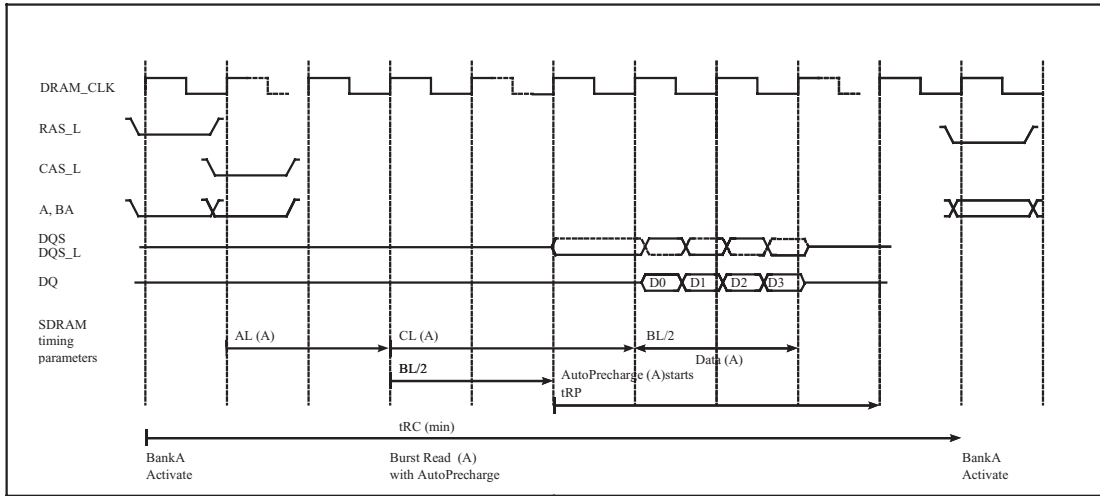 DRAM_CLK
RAS_L
CAS_L
A, BA
DQS
DQS_L
DQ
D0 D1 D2 D3
SDRAM
timing
parameters
AL (A)
CL (A)
BL/2
Data (A)
BL/2
AutoPrecharge (A)starts
tRP
tRC (min)
BankA
Activate
Burst Read (A)
with AutoPrecharge
BankA
Activate